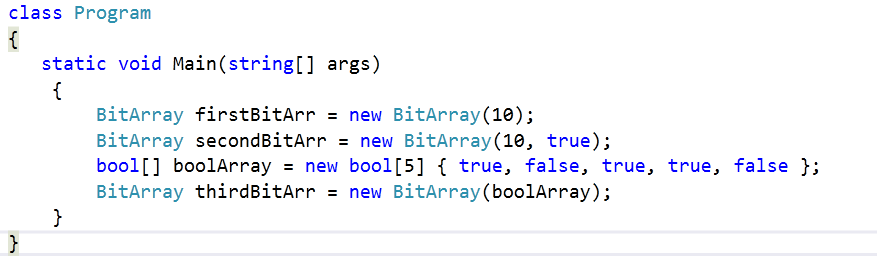 class Program
{
static void Main(string[] args)
{
BitArray firstBitArr = new BitArray(10);
BitArray secondBitArr = new BitArray(10, true);
bool[] boolArray = new bool[5] { true, false, true, true, false };
BitArray thirdBitArr = new BitArray(boolArray);
}
}